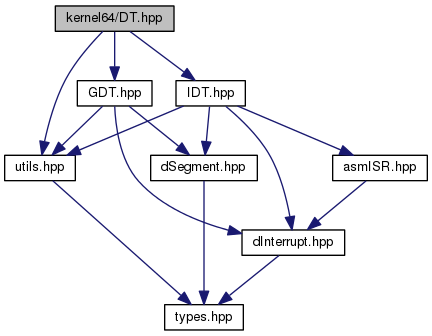 kernel64/DT.hpp
GDT.hpp
IDT.hpp
utils.hpp
dSegment.hpp
asmISR.hpp
dInterrupt.hpp
types.hpp